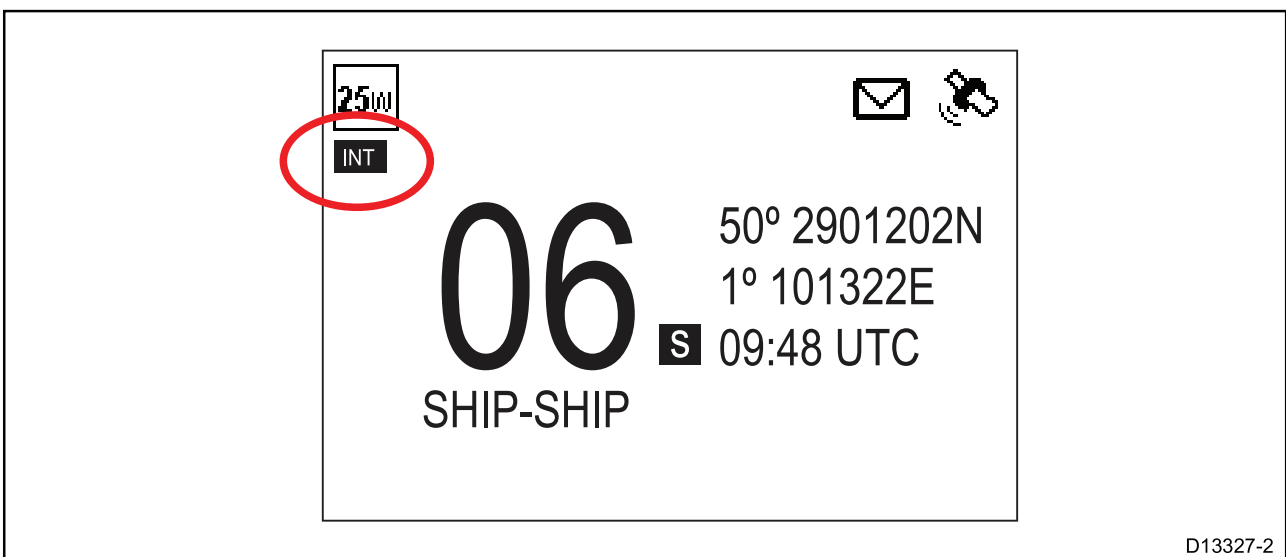 25W
INT
06
SHIP-SHIP
50º 2901202N
1º 101322E
S 09:48 UTC
D13327-2